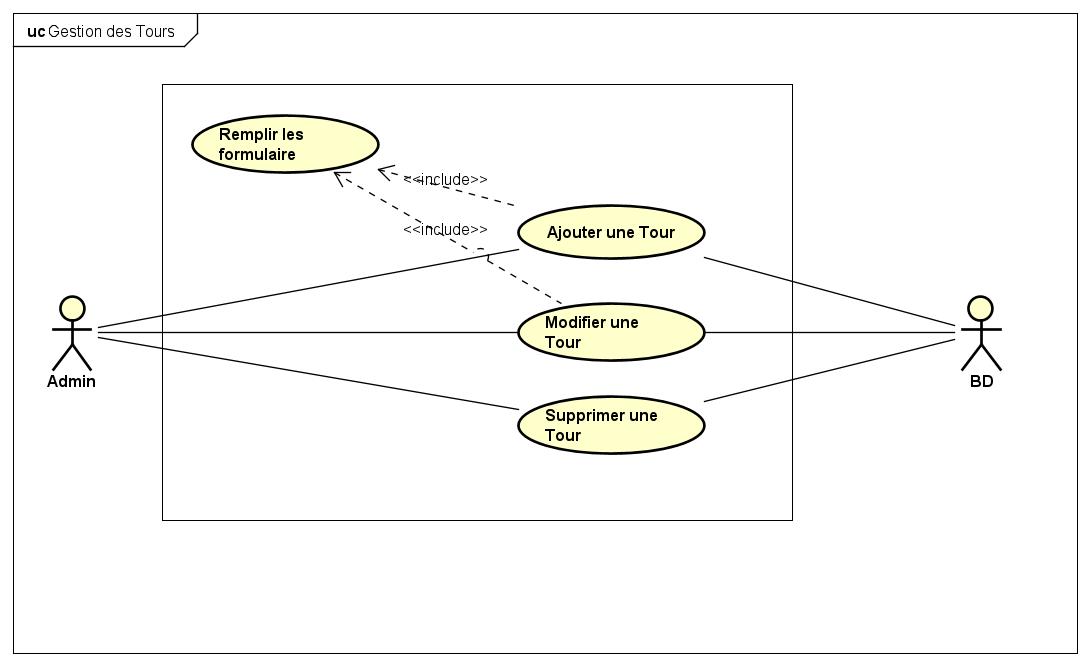 uc Gestion des Tours
Remplir les
formulaire
<<include>>
<<include>>
Ajouter une Tour
Modifier une
Tour
Admin
BD
Supprimer une
Tour